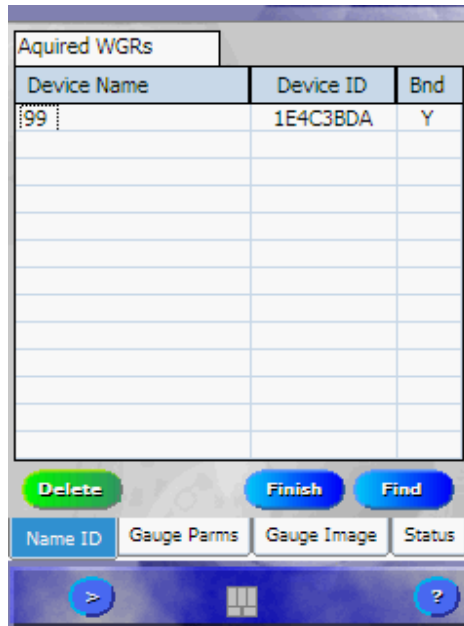 Aquired WGRs
Device Name Device ID Bnd
99 1E4C3BDA Y
Delete Finish Find
Name ID Gauge Parms Gauge Image Status
> ?